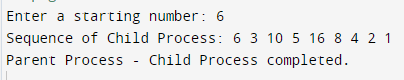 Enter a starting number: 6
Sequence of Child Process: 6 3 10 5 16 8 4 2 1
Parent Process - Child Process completed.